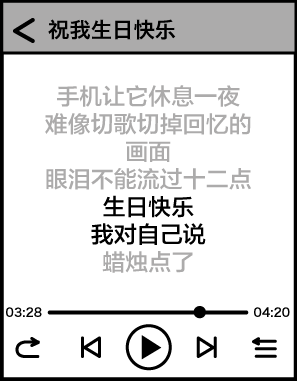 祝我生日快乐
手机让它休息一夜
难像切歌切掉回忆的
画面
眼泪不能流过十二点
生日快乐
我对自己说
蜡烛点了
03:28
04:20